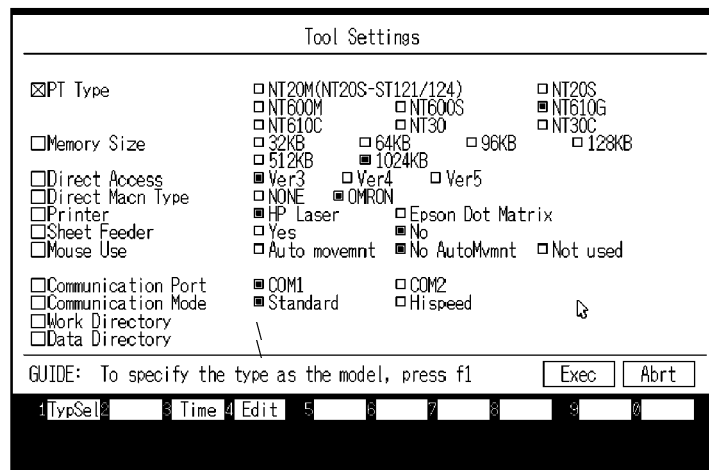 Tool Settings
PT Type NT20M(NT20S-ST121/124) NT20S
NT600M NT600S NT610G
NT610C NT30 NT30C
Memory Size 32KB 64KB 96KB 128KB
512KB 1024KB
Direct Access Ver3 Ver4 Ver5
Direct Macn Type NONE OMRON
Printer HP Laser Epson Dot Matrix
Sheet Feeder Yes No
Mouse Use Auto movemnt No AutoMvmnt Not used
Communication Port COM1 COM2
Communication Mode Standard Hispeed
Work Directory \
Data Directory \
GUIDE: To specify the type as the model, press f1 Exec Abrt
1 TypSel 2 3 Time 4 Edit 5 6 7 8 9 0